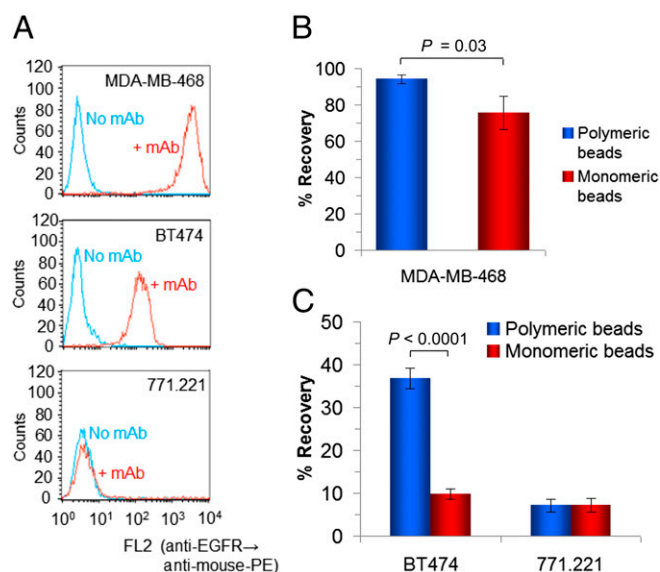 A
120
100
80
60
40
20
0
Counts
MDA-MB-468
No mAb
+ mAb
120
100
80
60
40
20
0
Counts
BT474
No mAb
+ mAb
120
100
80
60
40
20
0
Counts
771.221
No mAb
+ mAb
10⁰ 10¹ 10² 10³ 10⁴
FL2 (anti-EGFR→
anti-mouse-PE)
B
P = 0.03
100
80
60
40
20
0
% Recovery
MDA-MB-468
Polymeric
beads
Monomeric
beads
C
50
40
30
20
10
0
% Recovery
Polymeric beads
Monomeric beads
P < 0.0001
BT474 771.221